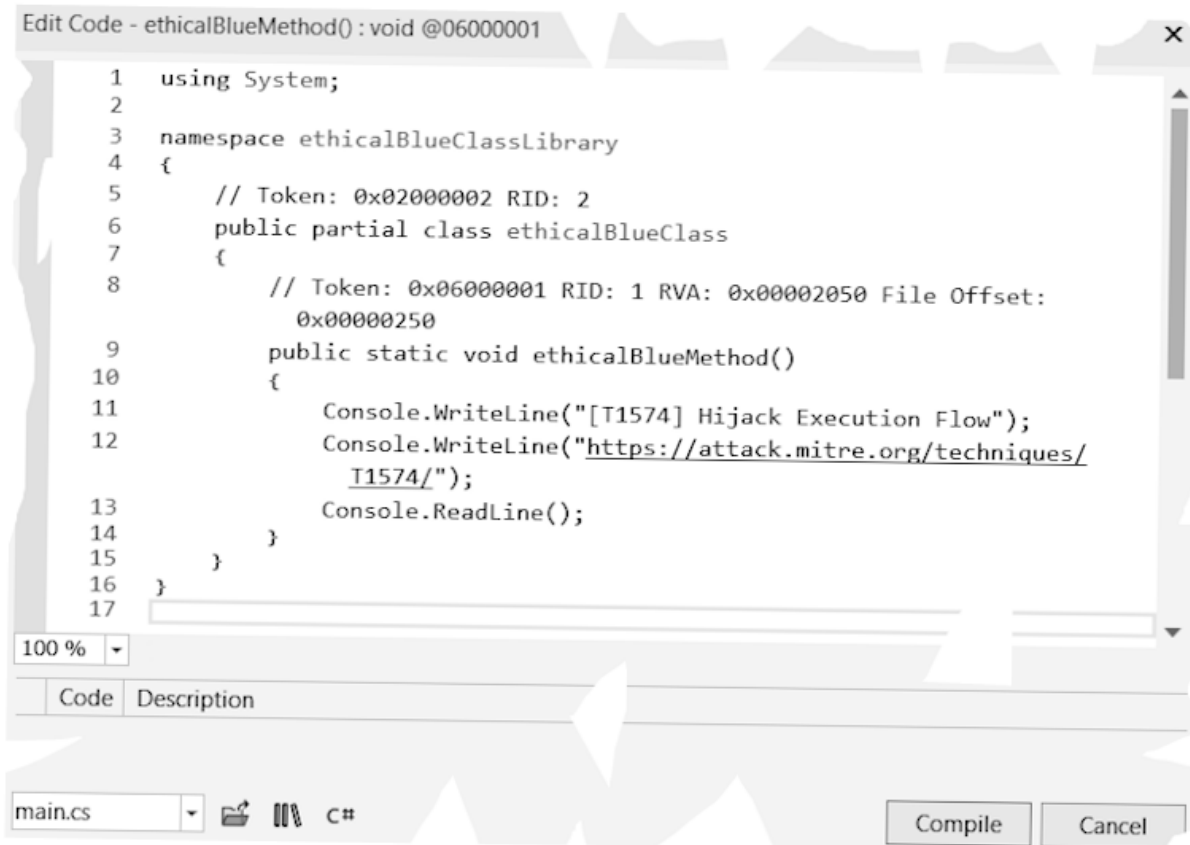 Edit Code - ethicalBlueMethod() : void @06000001
1 using System;
2
3 namespace ethicalBlueClassLibrary
4 {
5 // Token: 0x02000002 RID: 2
6 public partial class ethicalBlueClass
7 {
8 // Token: 0x06000001 RID: 1 RVA: 0x00002050 File Offset:
0x00000250
9 public static void ethicalBlueMethod()
10 {
11 Console.WriteLine("[T1574] Hijack Execution Flow");
12 Console.WriteLine("https://attack.mitre.org/techniques/
T1574/");
13 Console.ReadLine();
14 }
15 }
16 }
17
100 %
Code Description
main.cs C#
Compile Cancel